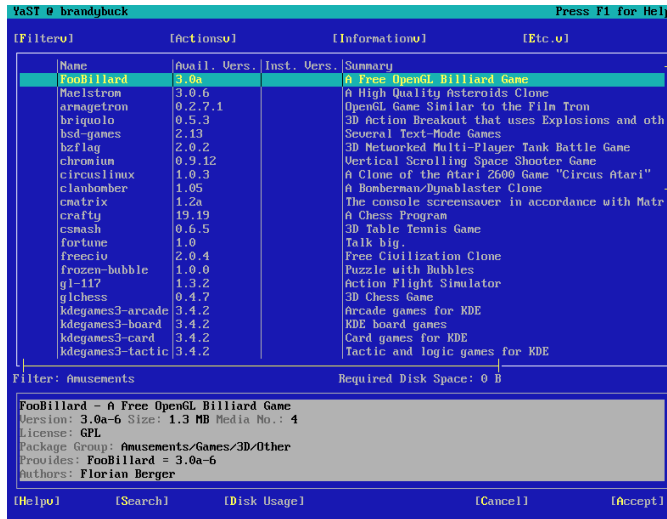 YaST @ brandybuck Press F1 for Help
[Filter↓] [Actions↓] [Information↓] [Etc.↓]
Name |Avail. Vers.|Inst. Vers.|Summary
FooBillard |3.0a | |A Free OpenGL Billiard Game
Maelstrom |3.0.6 | |A High Quality Asteroids Clone
armagetron |0.2.7.1 | |OpenGL Game Similar to the Film Tron
briquolo |0.5.3 | |3D Action Breakout that uses Explosions and oth
bsd-games |2.13 | |Several Text-Mode Games
bzflag |2.0.2 | |3D Networked Multi-Player Tank Battle Game
chromium |0.9.12 | |Vertical Scrolling Space Shooter Game
circuslinux |1.0.3 | |A Clone of the Atari 2600 Game "Circus Atari"
clanbomber |1.05 | |A Bomberman/Dynablaster Clone
cmatrix |1.2a | |The console screensaver in accordance with Matr
crafty |19.19 | |A Chess Program
csmash |0.6.5 | |3D Table Tennis Game
fortune |1.0 | |Talk big.
freeciv |2.0.4 | |Free Civilization Clone
frozen-bubble |1.0.0 | |Puzzle with Bubbles
gl-117 |1.3.2 | |Action Flight Simulator
glchess |0.4.7 | |3D Chess Game
kdegames3-arcade |3.4.2 | |Arcade games for KDE
kdegames3-board |3.4.2 | |KDE board games
kdegames3-card |3.4.2 | |Card games for KDE
kdegames3-tactic|3.4.2 | |Tactic and logic games for KDE
Filter: Amusements Required Disk Space: 0 B
FooBillard - A Free OpenGL Billiard Game
Version: 3.0a-6 Size: 1.3 MB Media No.: 4
License: GPL
Package Group: Amusements/Games/3D/Other
Provides: FooBillard = 3.0a-6
Authors: Florian Berger
[Help↓] [Search] [Disk Usage] [Cancel] [Accept]